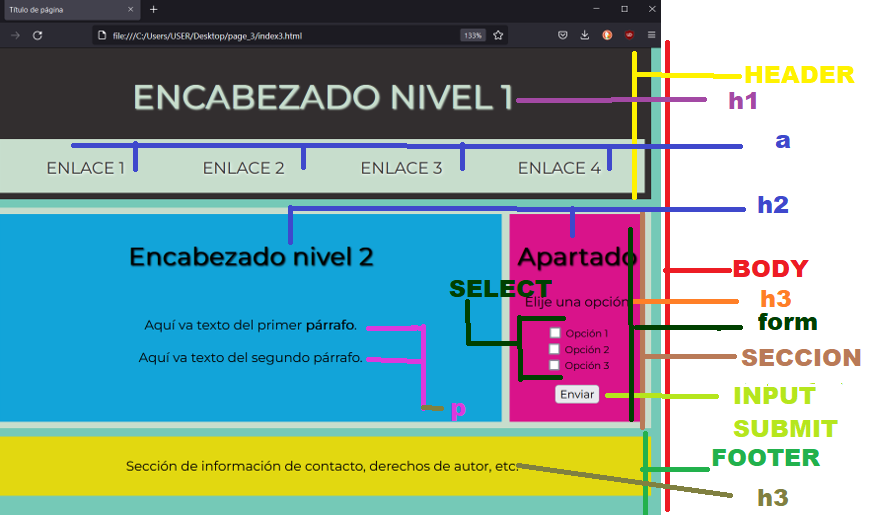 Título de página
file:///C:/Users/USER/Desktop/page_3/index3.html
133%
HEADER
ENCABEZADO NIVEL 1
h1
a
ENLACE 1
ENLACE 2
ENLACE 3
ENLACE 4
h2
Encabezado nivel 2
Apartado
BODY
SELECT
Elije una opción
h3
Aquí va texto del primer párrafo.
form
Opción 1
Opción 2
Opción 3
Aquí va texto del segundo párrafo.
SECCION
Enviar
INPUT
SUBMIT
p
FOOTER
Sección de información de contacto, derechos de autor, etc.
h3